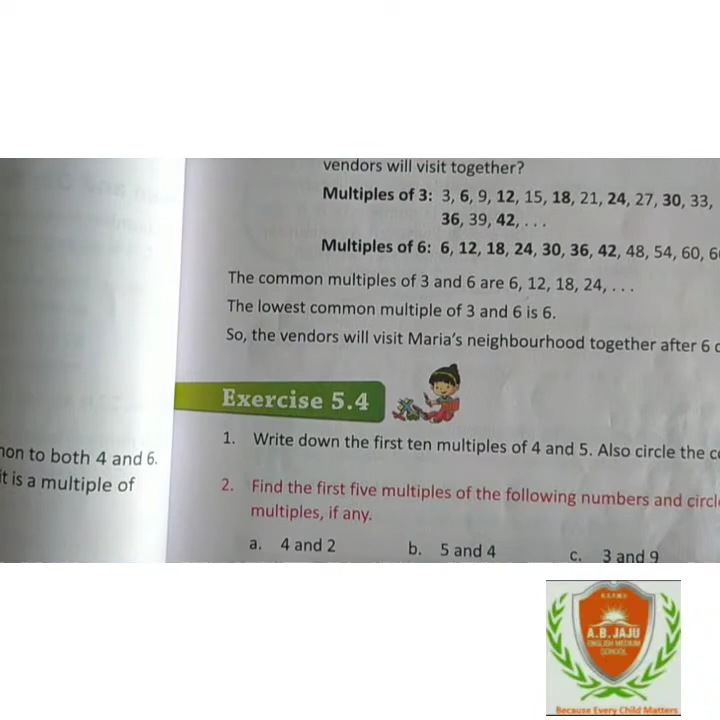 vendors will visit together?
Multiples of 3: 3, 6, 9, 12, 15, 18, 21, 24, 27, 30, 33,
36, 39, 42, . . .
Multiples of 6: 6, 12, 18, 24, 30, 36, 42, 48, 54, 60, 6
The common multiples of 3 and 6 are 6, 12, 18, 24, . . .
The lowest common multiple of 3 and 6 is 6.
So, the vendors will visit Maria's neighbourhood together after 6 d
Exercise 5.4
1. Write down the first ten multiples of 4 and 5. Also circle the co
non to both 4 and 6.
it is a multiple of
2. Find the first five multiples of the following numbers and circle
multiples, if any.
a. 4 and 2 b. 5 and 4 c. 3 and 9
A.B. JAJU
ENGLISH MEDIUM
SCHOOL
Because Every Child Matters